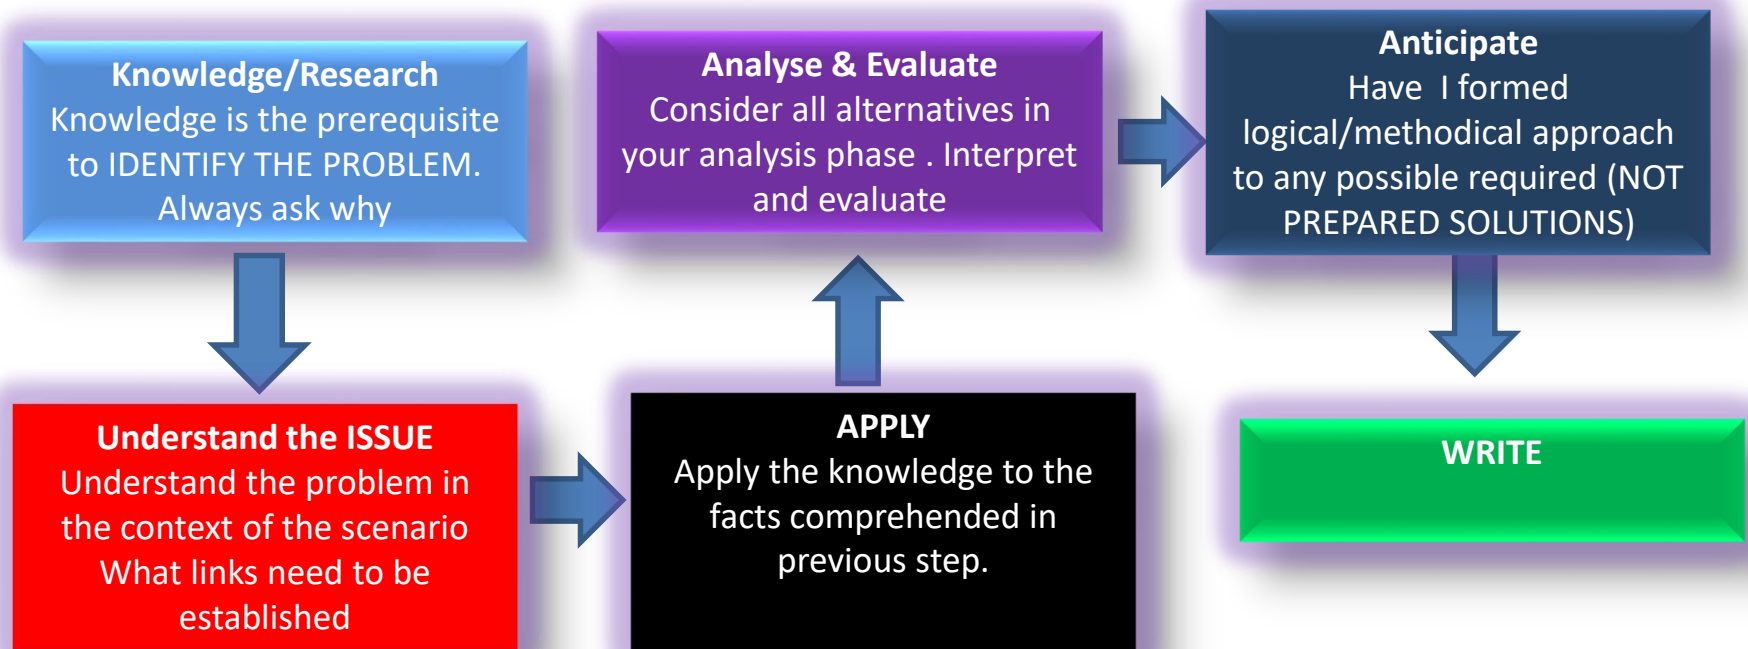 Knowledge/Research
Knowledge is the prerequisite
to IDENTIFY THE PROBLEM.
Always ask why
Understand the ISSUE
Understand the problem in
the context of the scenario
What links need to be
established
APPLY
Apply the knowledge to the
facts comprehended in
previous step.
Analyse & Evaluate
Consider all alternatives in
your analysis phase . Interpret
and evaluate
Anticipate
Have  I formed
logical/methodical approach
to any possible required (NOT
PREPARED SOLUTIONS)
WRITE